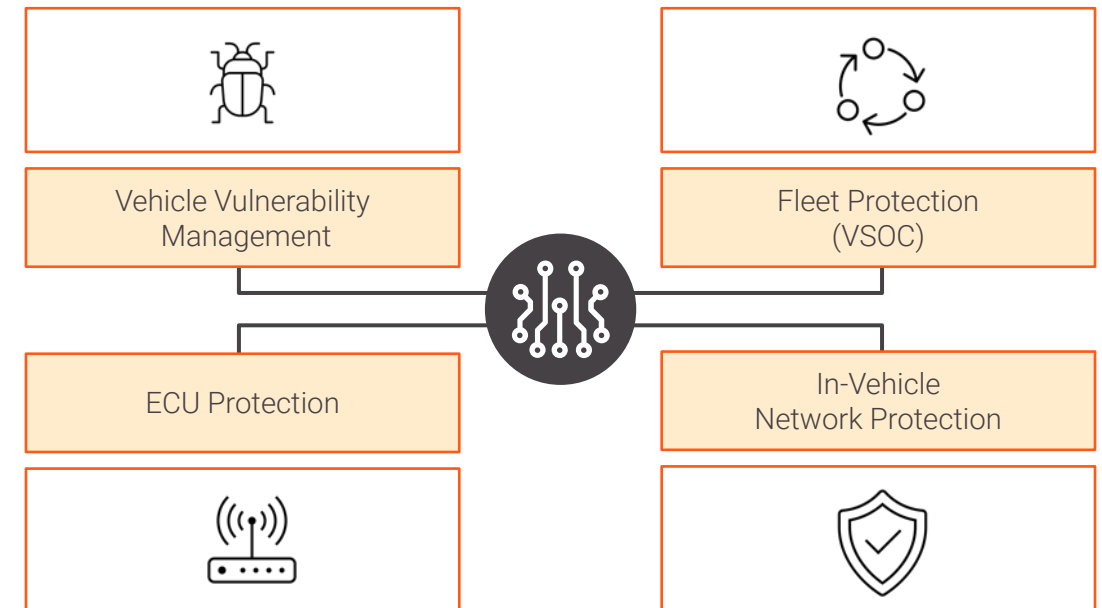 Vehicle Vulnerability
Management
Fleet Protection
(VSOC)
ECU Protection
In-Vehicle
Network Protection